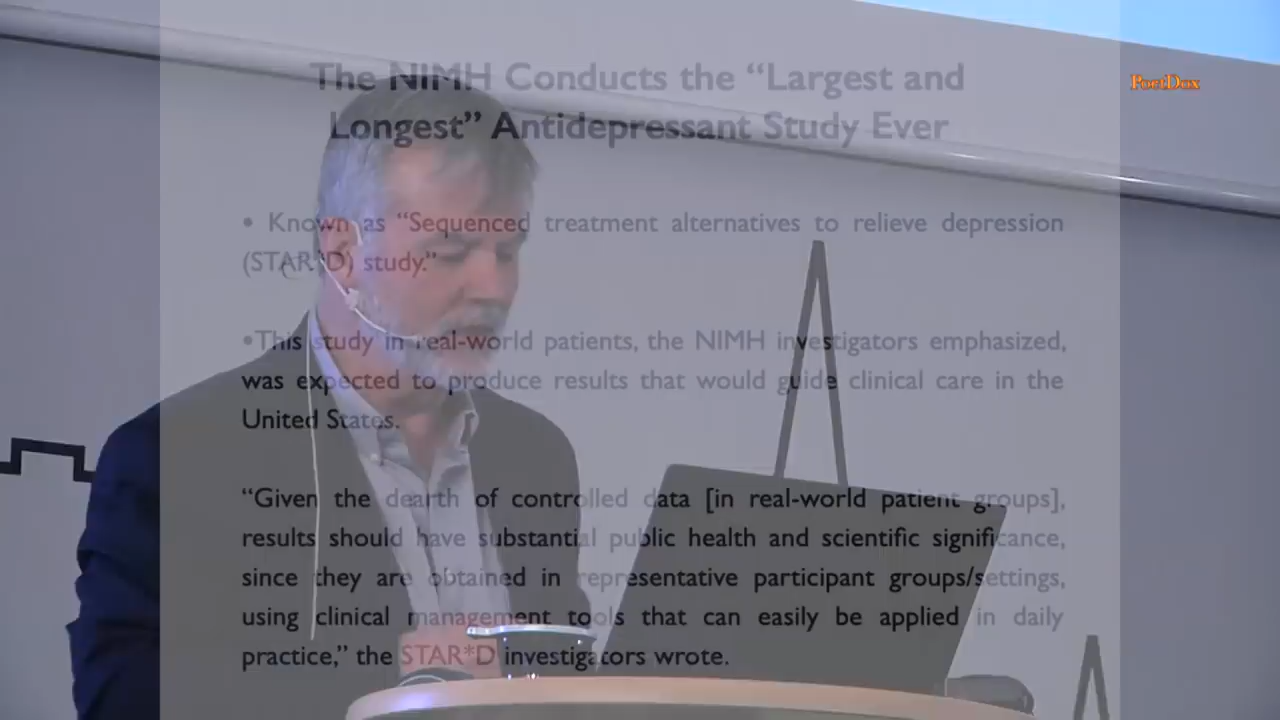 The NIMH Conducts the “Largest and
Longest” Antidepressant Study Ever
PoetDox
• Known as “Sequenced treatment alternatives to relieve depression
(STAR*D) study.”
•This study in real-world patients, the NIMH investigators emphasized,
was expected to produce results that would guide clinical care in the
United States.
“Given the dearth of controlled data [in real-world patient groups],
results should have substantial public health and scientific significance,
since they are obtained in representative participant groups/settings,
using clinical management tools that can easily be applied in daily
practice,” the STAR*D investigators wrote.